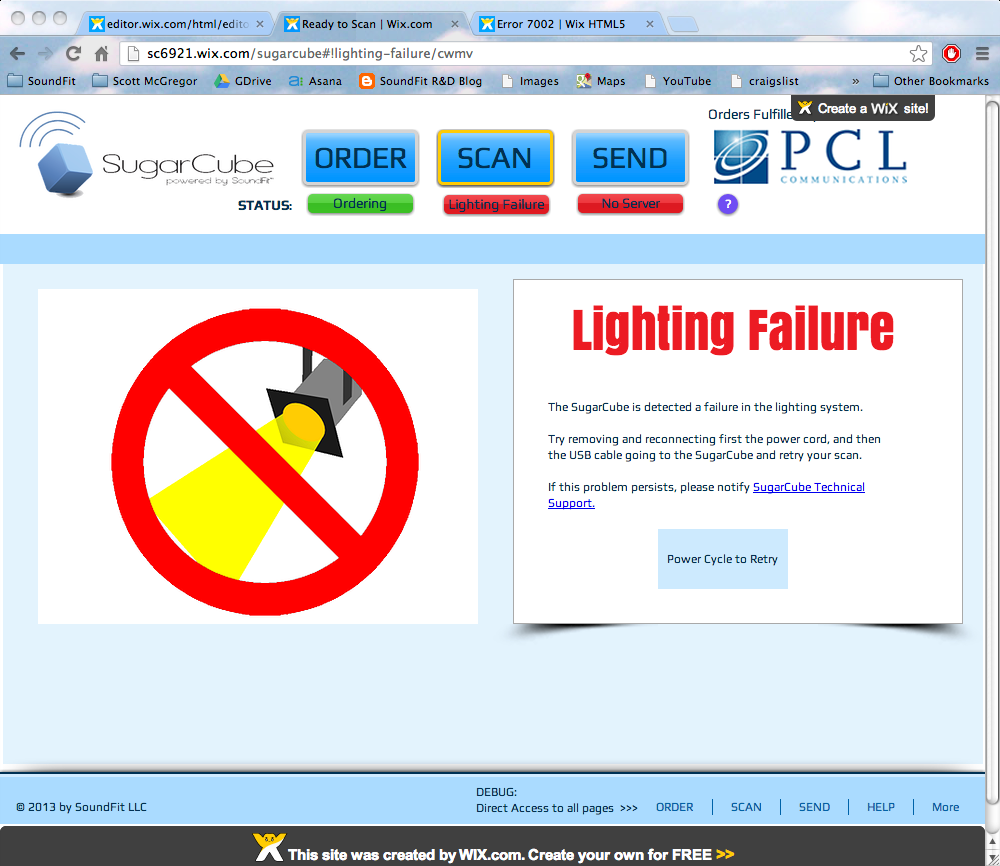 editor.wix.com/html/edito
Ready to Scan | Wix.com
Error 7002 | Wix HTML5
sc6921.wix.com/sugarcube#!lighting-failure/cwmv
SoundFit
Scott McGregor
GDrive
Asana
SoundFit R&D Blog
Images
Maps
YouTube
craigslist
»
Other Bookmarks
Orders Fulfille
Create a WiX site!
SugarCube
powered by SoundFit
ORDER
SCAN
SEND
PCL
COMMUNICATIONS
STATUS:
Ordering
Lighting Failure
No Server
?
Lighting Failure
The SugarCube is detected a failure in the lighting system.
Try removing and reconnecting first the power cord, and then
the USB cable going to the SugarCube and retry your scan.
If this problem persists, please notify SugarCube Technical
Support.
Power Cycle to Retry
© 2013 by SoundFit LLC
DEBUG:
Direct Access to all pages >>>
ORDER
SCAN
SEND
HELP
More
This site was created by WIX.com. Create your own for FREE >>